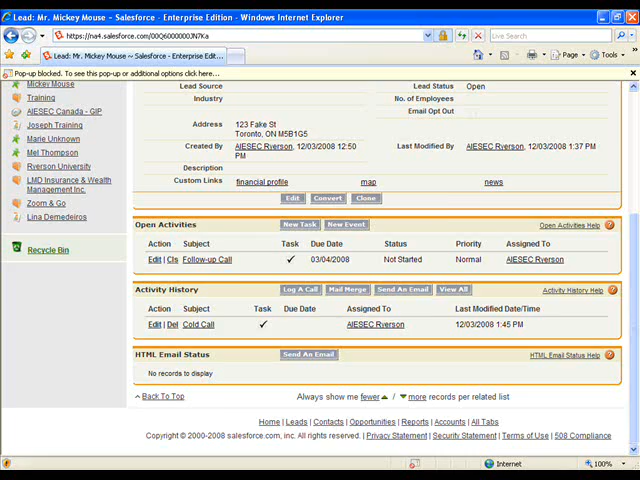 Lead: Mr. Mickey Mouse ~ Salesforce - Enterprise Edition - Windows Internet Explorer
https://na4.salesforce.com/00Q6000000JN7Ka
Live Search
Lead: Mr. Mickey Mouse ~ Salesforce - Enterprise Edit...
Page
Tools
Pop-up blocked. To see this pop-up or additional options click here...
Mickey Mouse
Training
AIESEC Canada - GIP
Joseph Training
Marie Unknown
Mel Thompson
Ryerson University
LMO Insurance & Wealth
Management Inc.
Zoom & Go
Lina Demedeiros
Recycle Bin
Lead Source
Lead Status Open
Industry
No. of Employees
Email Opt Out
Address 123 Fake St
Toronto, ON M5B1G5
Created By AIESEC Ryerson, 12/03/2008 12:50
PM
Last Modified By AIESEC Ryerson, 12/03/2008 1:37 PM
Description
Custom Links financial profile map news
Edit Convert Clone
Open Activities New Task New Event Open Activities Help
Action Subject Task Due Date Status Priority Assigned To
Edit | Cls Follow-up Call 03/04/2008 Not Started Normal AIESEC Ryerson
Activity History Log A Call Mail Merge Send An Email View All Activity History Help
Action Subject Task Due Date Assigned To Last Modified Date/Time
Edit | Del Cold Call AIESEC Ryerson 12/03/2008 1:45 PM
HTML Email Status Send An Email HTML Email Status Help
No records to display
Back To Top Always show me fewer / more records per related list
Home | Leads | Contacts | Opportunities | Reports | Accounts | All Tabs
Copyright © 2000-2008 salesforce.com, inc. All rights reserved. | Privacy Statement | Security Statement | Terms of Use | 508 Compliance
Internet
100%